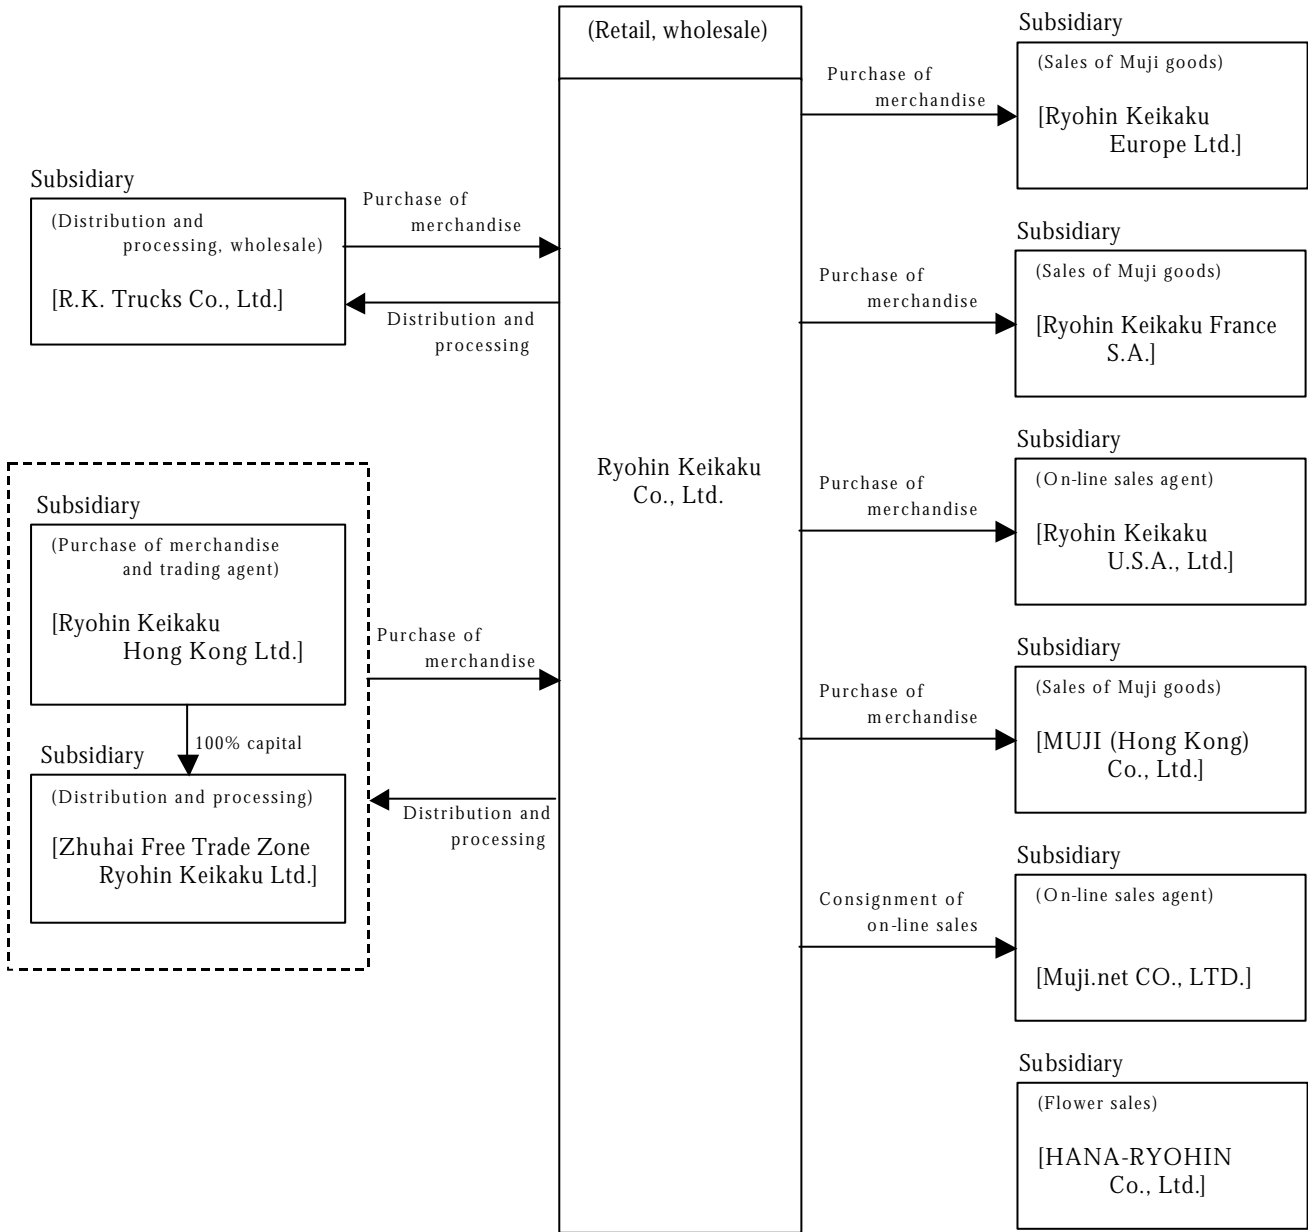 (Retail, wholesale)
Ryohin Keikaku
Co., Ltd.
Subsidiary
(Distribution and
processing, wholesale)
[R.K. Trucks Co., Ltd.]
Purchase of
merchandise
Distribution and
processing
Subsidiary
(Purchase of merchandise
and trading agent)
[Ryohin Keikaku
Hong Kong Ltd.]
100% capital
Subsidiary
(Distribution and processing)
[Zhuhai Free Trade Zone
Ryohin Keikaku Ltd.]
Purchase of
merchandise
Distribution and
processing
Purchase of
merchandise
Subsidiary
(Sales of Muji goods)
[Ryohin Keikaku
Europe Ltd.]
Purchase of
merchandise
Subsidiary
(Sales of Muji goods)
[Ryohin Keikaku France
S.A.]
Purchase of
merchandise
Subsidiary
(On-line sales agent)
[Ryohin Keikaku
U.S.A., Ltd.]
Purchase of
merchandise
Subsidiary
(Sales of Muji goods)
[MUJI (Hong Kong)
Co., Ltd.]
Consignment of
on-line sales
Subsidiary
(On-line sales agent)
[Muji.net CO., LTD.]
Subsidiary
(Flower sales)
[HANA-RYOHIN
Co., Ltd.]